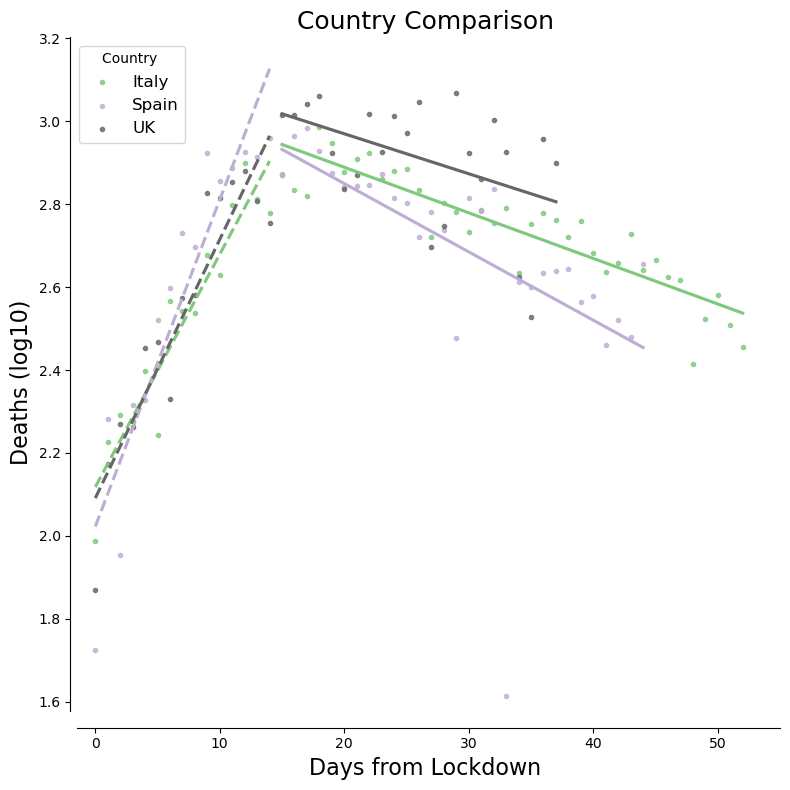 Country Comparison
3.2
3.0
2.8
2.6
2.4
2.2
2.0
1.8
1.6
Deaths (log10)
Country
Italy
Spain
UK
0 10 20 30 40 50
Days from Lockdown